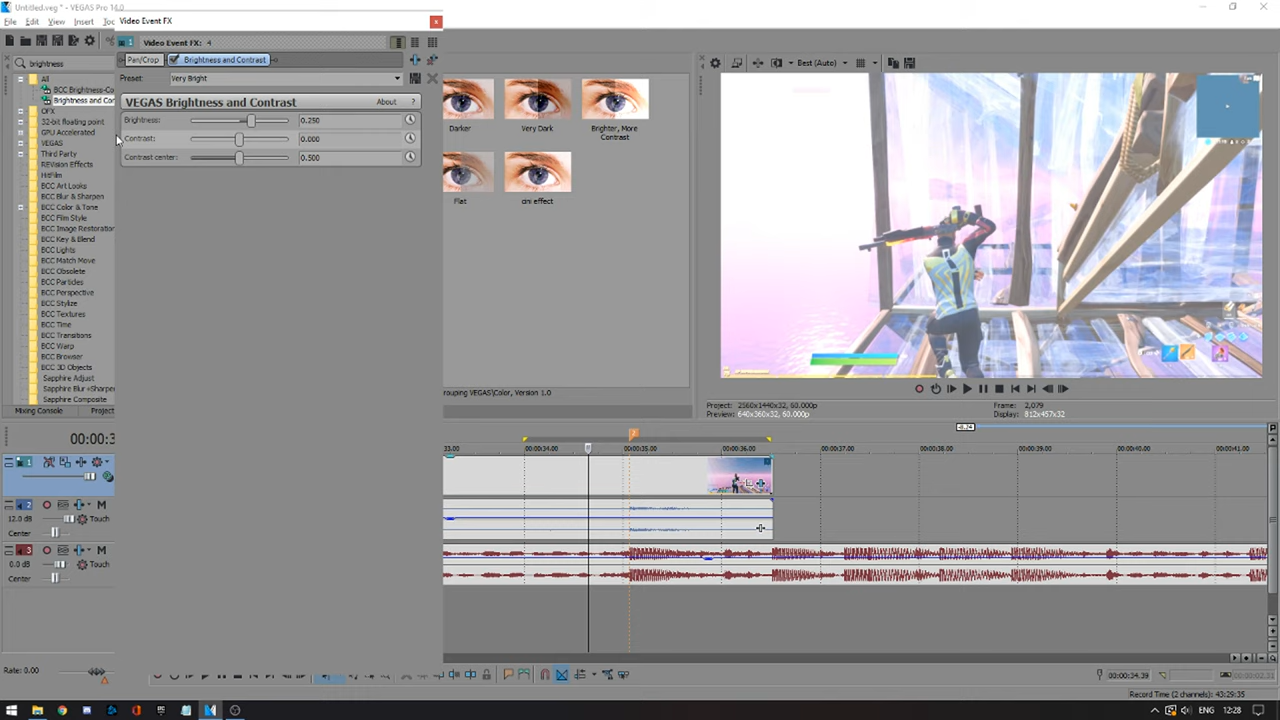 Untitled.veg * - VEGAS Pro 14.0
File Edit View Insert
Video Event FX
Video Event FX: 4
Pan/Crop Brightness and Contrast
Preset: Very Bright
VEGAS Brightness and Contrast About ?
Brightness: 0.250
Contrast: 0.000
Contrast center: 0.500
brightness
All
BCC Brightness-Co
Brightness and Con
OFX
32-bit floating point
GPU Accelerated
VEGAS
Third Party
REVision Effects
HitFilm
BCC Art Looks
BCC Blur & Sharpen
BCC Color & Tone
BCC Film Style
BCC Image Restoration
BCC Key & Blend
BCC Lights
BCC Match Move
BCC Obsolete
BCC Particles
BCC Perspective
BCC Stylize
BCC Textures
BCC Time
BCC Transitions
BCC Warp
BCC Browser
BCC 3D Objects
Sapphire Adjust
Sapphire Blur+Sharpe
Sapphire Composite
Mixing Console Project
Darker
Very Dark
Brighter, More Contrast
Flat
cini effect
rouping VEGAS\Color, Version 1.0
Best (Auto)
Project: 2560x1440x32, 60.000p
Preview: 640x360x32, 60.000p
Frame: 2,079
Display: 812x457x32
-0.24
00:00:3
2
33.00 00:00:34.00 00:00:35.00 00:00:36.00 00:00:37.00 00:00:38.00 00:00:39.00 00:00:40.00 00:00:41.00
1
2
M
12.0 dB Touch
Center
3
M
0.0 dB Touch
Center
Rate: 0.00
00:00:34.39
Record Time (2 channels): 43:29:35
ENG 12:28